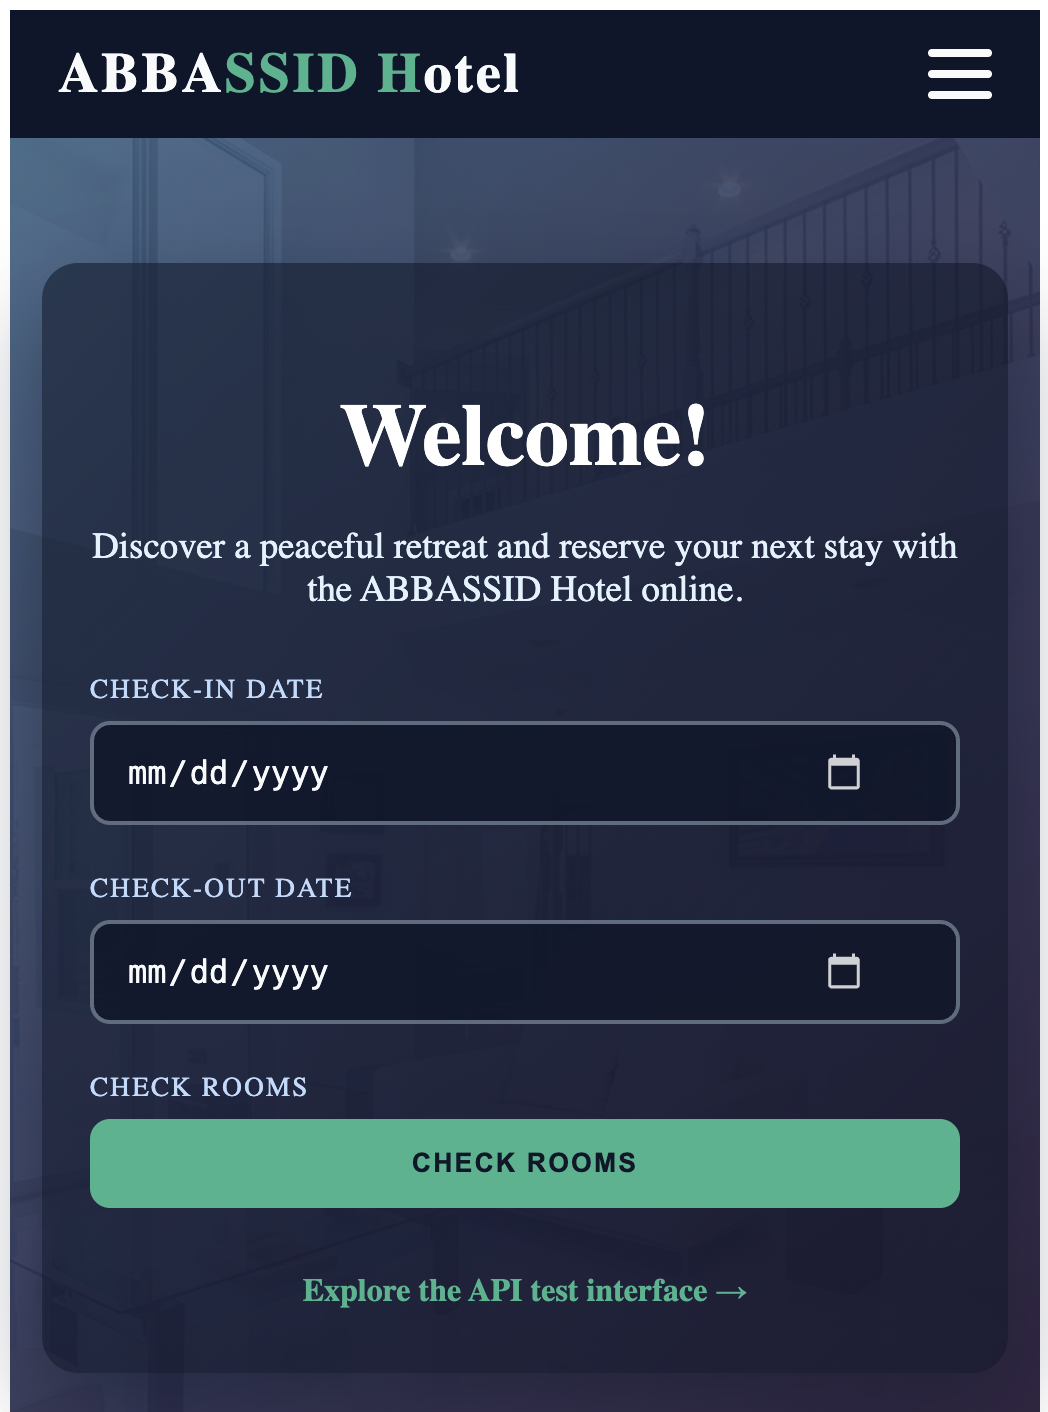 ABBASSID Hotel
Welcome!
Discover a peaceful retreat and reserve your next stay with
the ABBASSID Hotel online.
CHECK-IN DATE
mm/dd/yyyy
CHECK-OUT DATE
mm/dd/yyyy
CHECK ROOMS
CHECK ROOMS
Explore the API test interface →